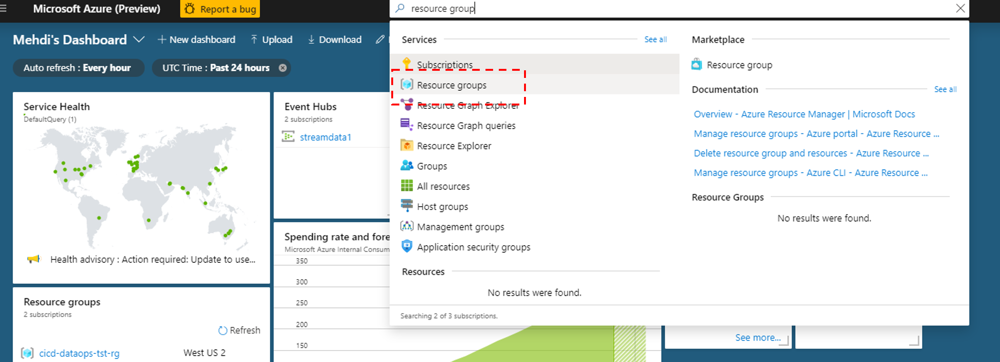 Microsoft Azure (Preview)
Report a bug
resource group
Mehdi's Dashboard
New dashboard
Upload
Download
Auto refresh : Every hour
UTC Time : Past 24 hours
Service Health
DefaultQuery (1)
Health advisory : Action required: Update to use...
Resource groups
2 subscriptions
Refresh
cicd-dataops-tst-rg
West US 2
Event Hubs
2 subscriptions
streamdata1
Spending rate and fore
Microsoft Azure Internal Consum
350
300
250
200
150
Services
See all
Subscriptions
Resource groups
Resource Graph Explorer
Resource Graph queries
Resource Explorer
Groups
All resources
Host groups
Management groups
Application security groups
Resources
No results were found.
Searching 2 of 3 subscriptions.
Marketplace
Resource group
Documentation
See all
Overview - Azure Resource Manager | Microsoft Docs
Manage resource groups - Azure portal - Azure Resource ...
Delete resource group and resources - Azure Resource ...
Manage resource groups - Azure CLI - Azure Resource ...
Resource Groups
No results were found.
See more...